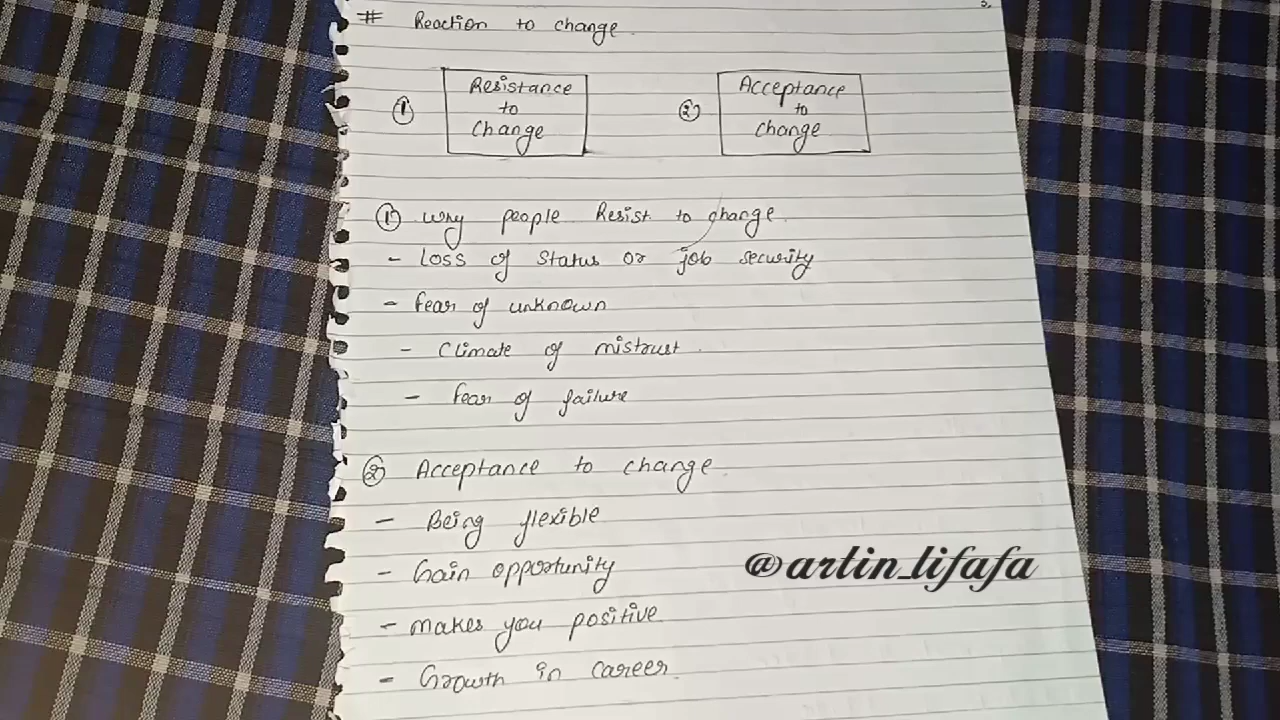 # Reaction to change
① Resistance to Change
② Acceptance to change
① Why people Resist to change
- Loss of Status or job security
- fear of unknown
- Climate of mistrust
- fear of failure
② Acceptance to change
- Being flexible
- Gain opportunity
@artin_lifafa
- makes you positive
- Growth in career